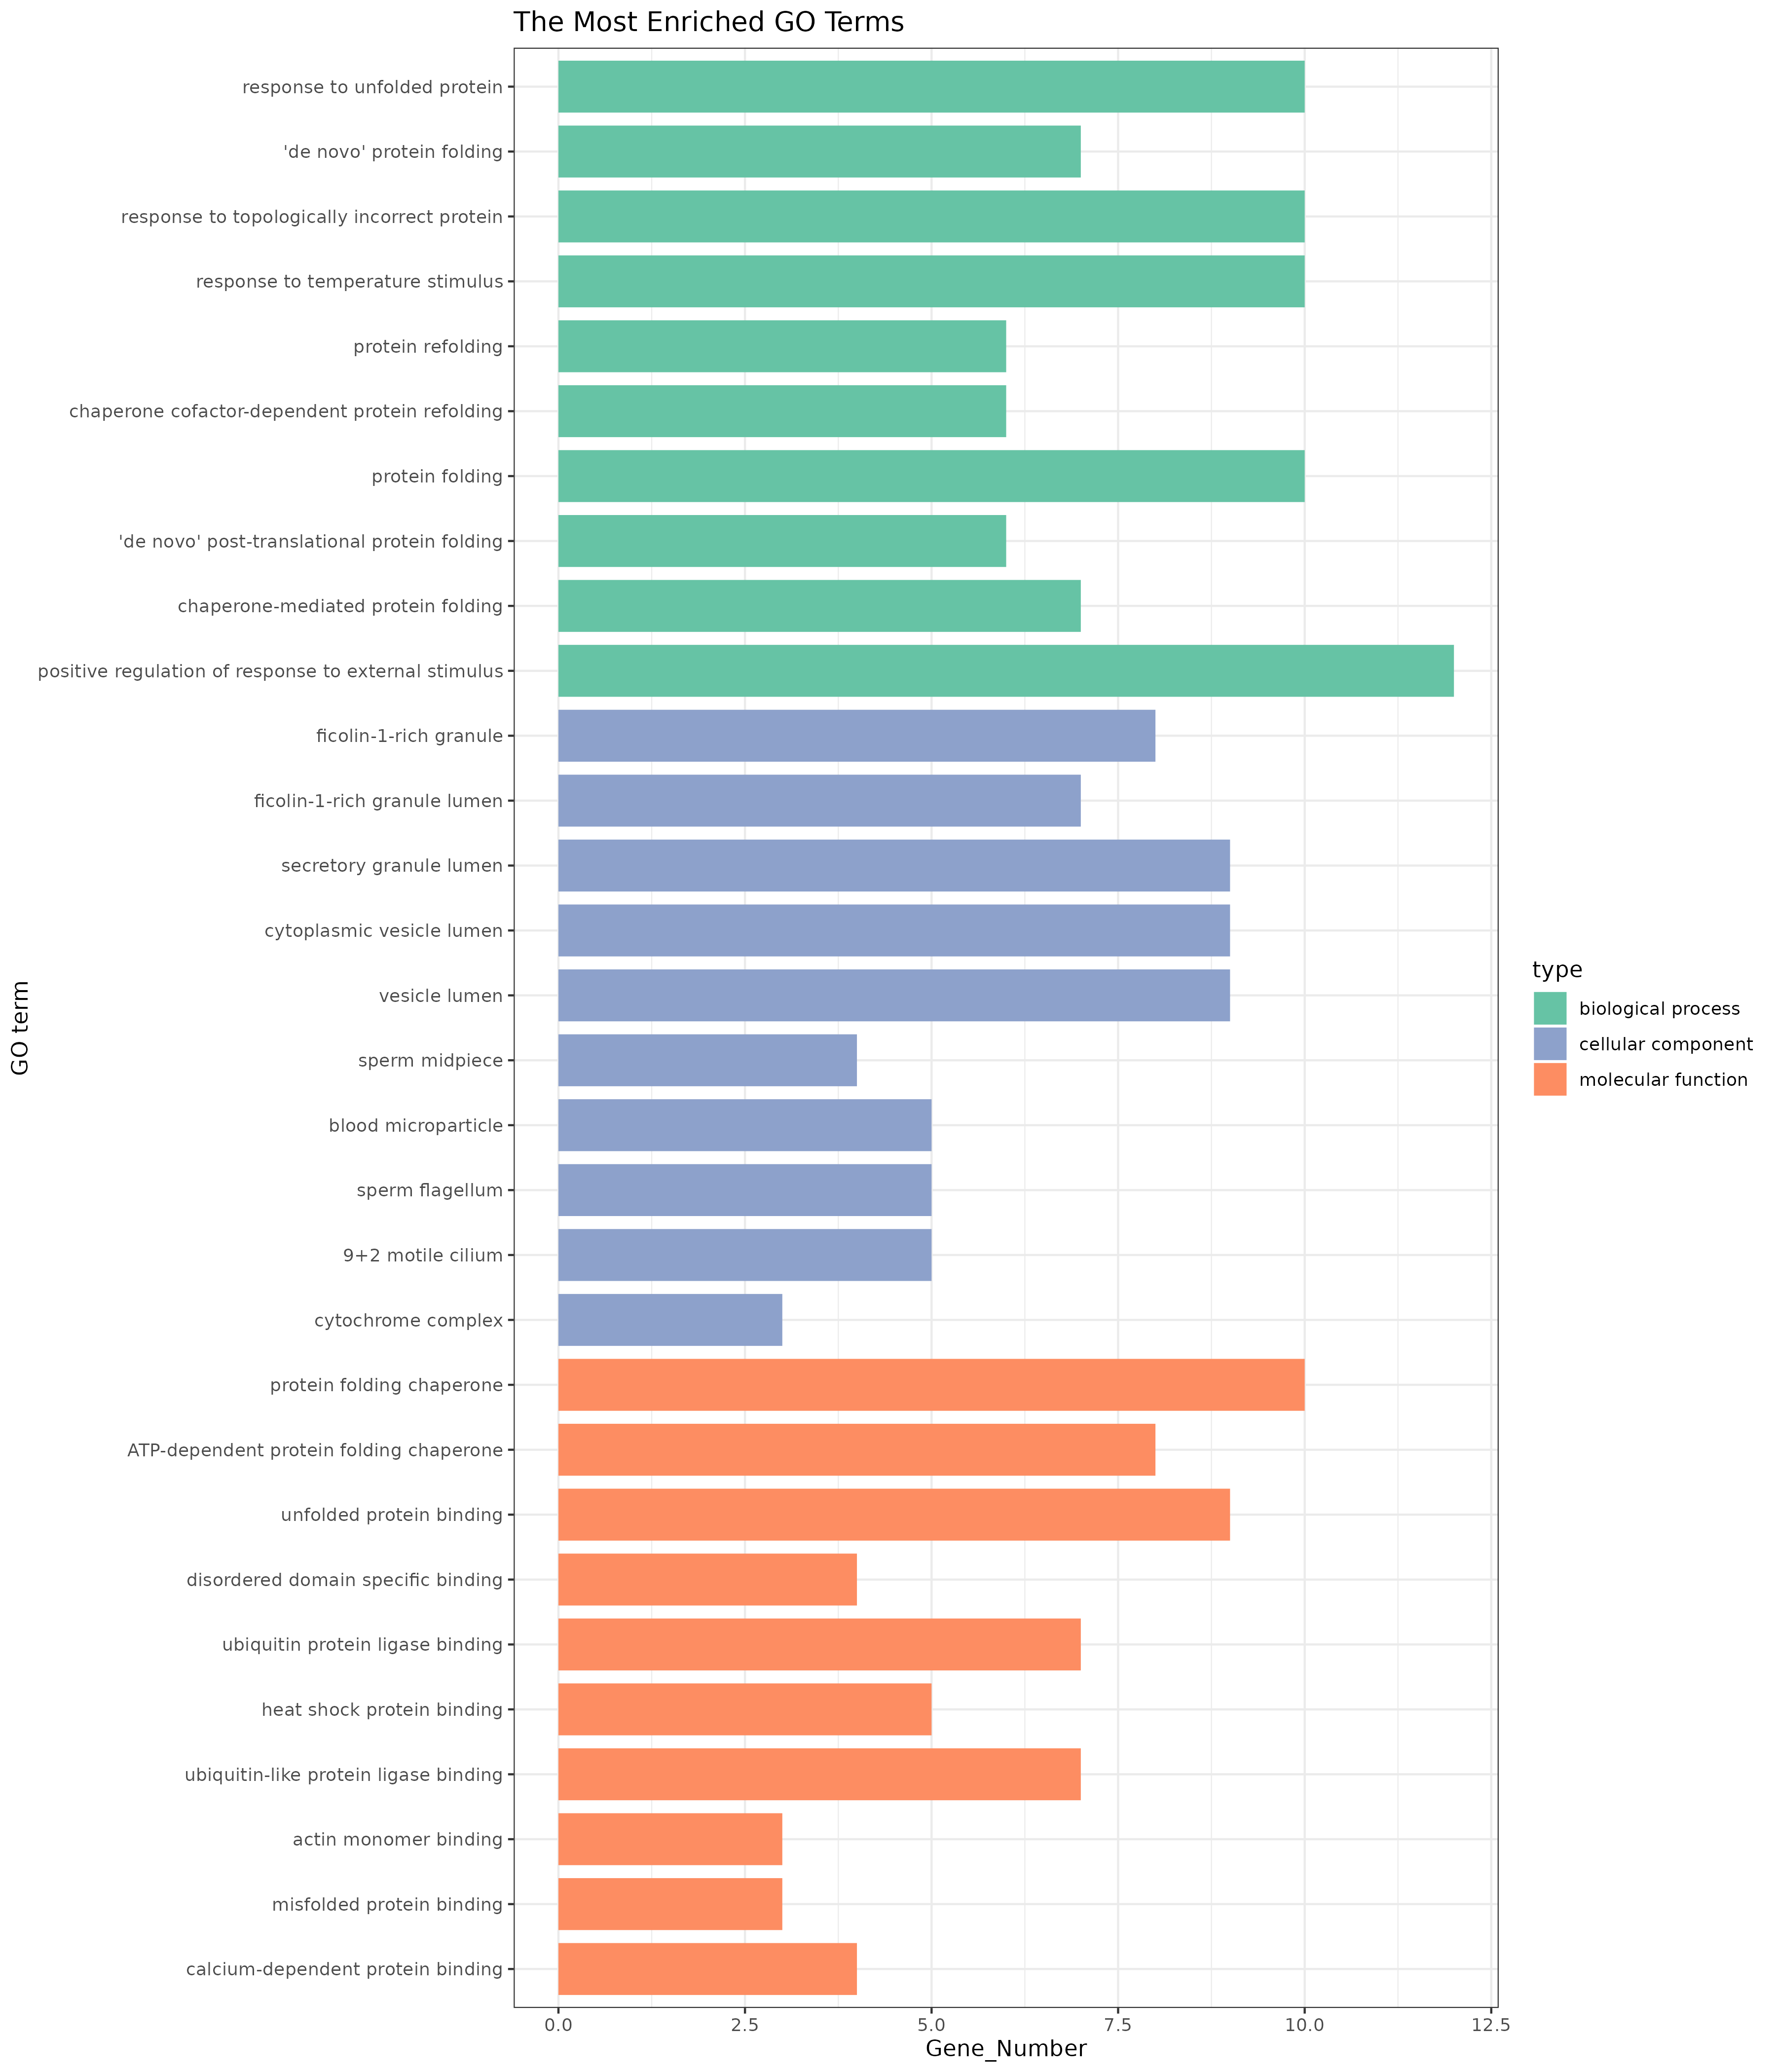 The Most Enriched GO Terms
response to unfolded protein
'de novo' protein folding
response to topologically incorrect protein
response to temperature stimulus
protein refolding
chaperone cofactor-dependent protein refolding
protein folding
'de novo' post-translational protein folding
chaperone-mediated protein folding
positive regulation of response to external stimulus
ficolin-1-rich granule
ficolin-1-rich granule lumen
secretory granule lumen
cytoplasmic vesicle lumen
vesicle lumen
sperm midpiece
blood microparticle
sperm flagellum
9+2 motile cilium
cytochrome complex
protein folding chaperone
ATP-dependent protein folding chaperone
unfolded protein binding
disordered domain specific binding
ubiquitin protein ligase binding
heat shock protein binding
ubiquitin-like protein ligase binding
actin monomer binding
misfolded protein binding
calcium-dependent protein binding
GO term
0.0 2.5 5.0 7.5 10.0 12.5
Gene_Number
type
biological process
cellular component
molecular function